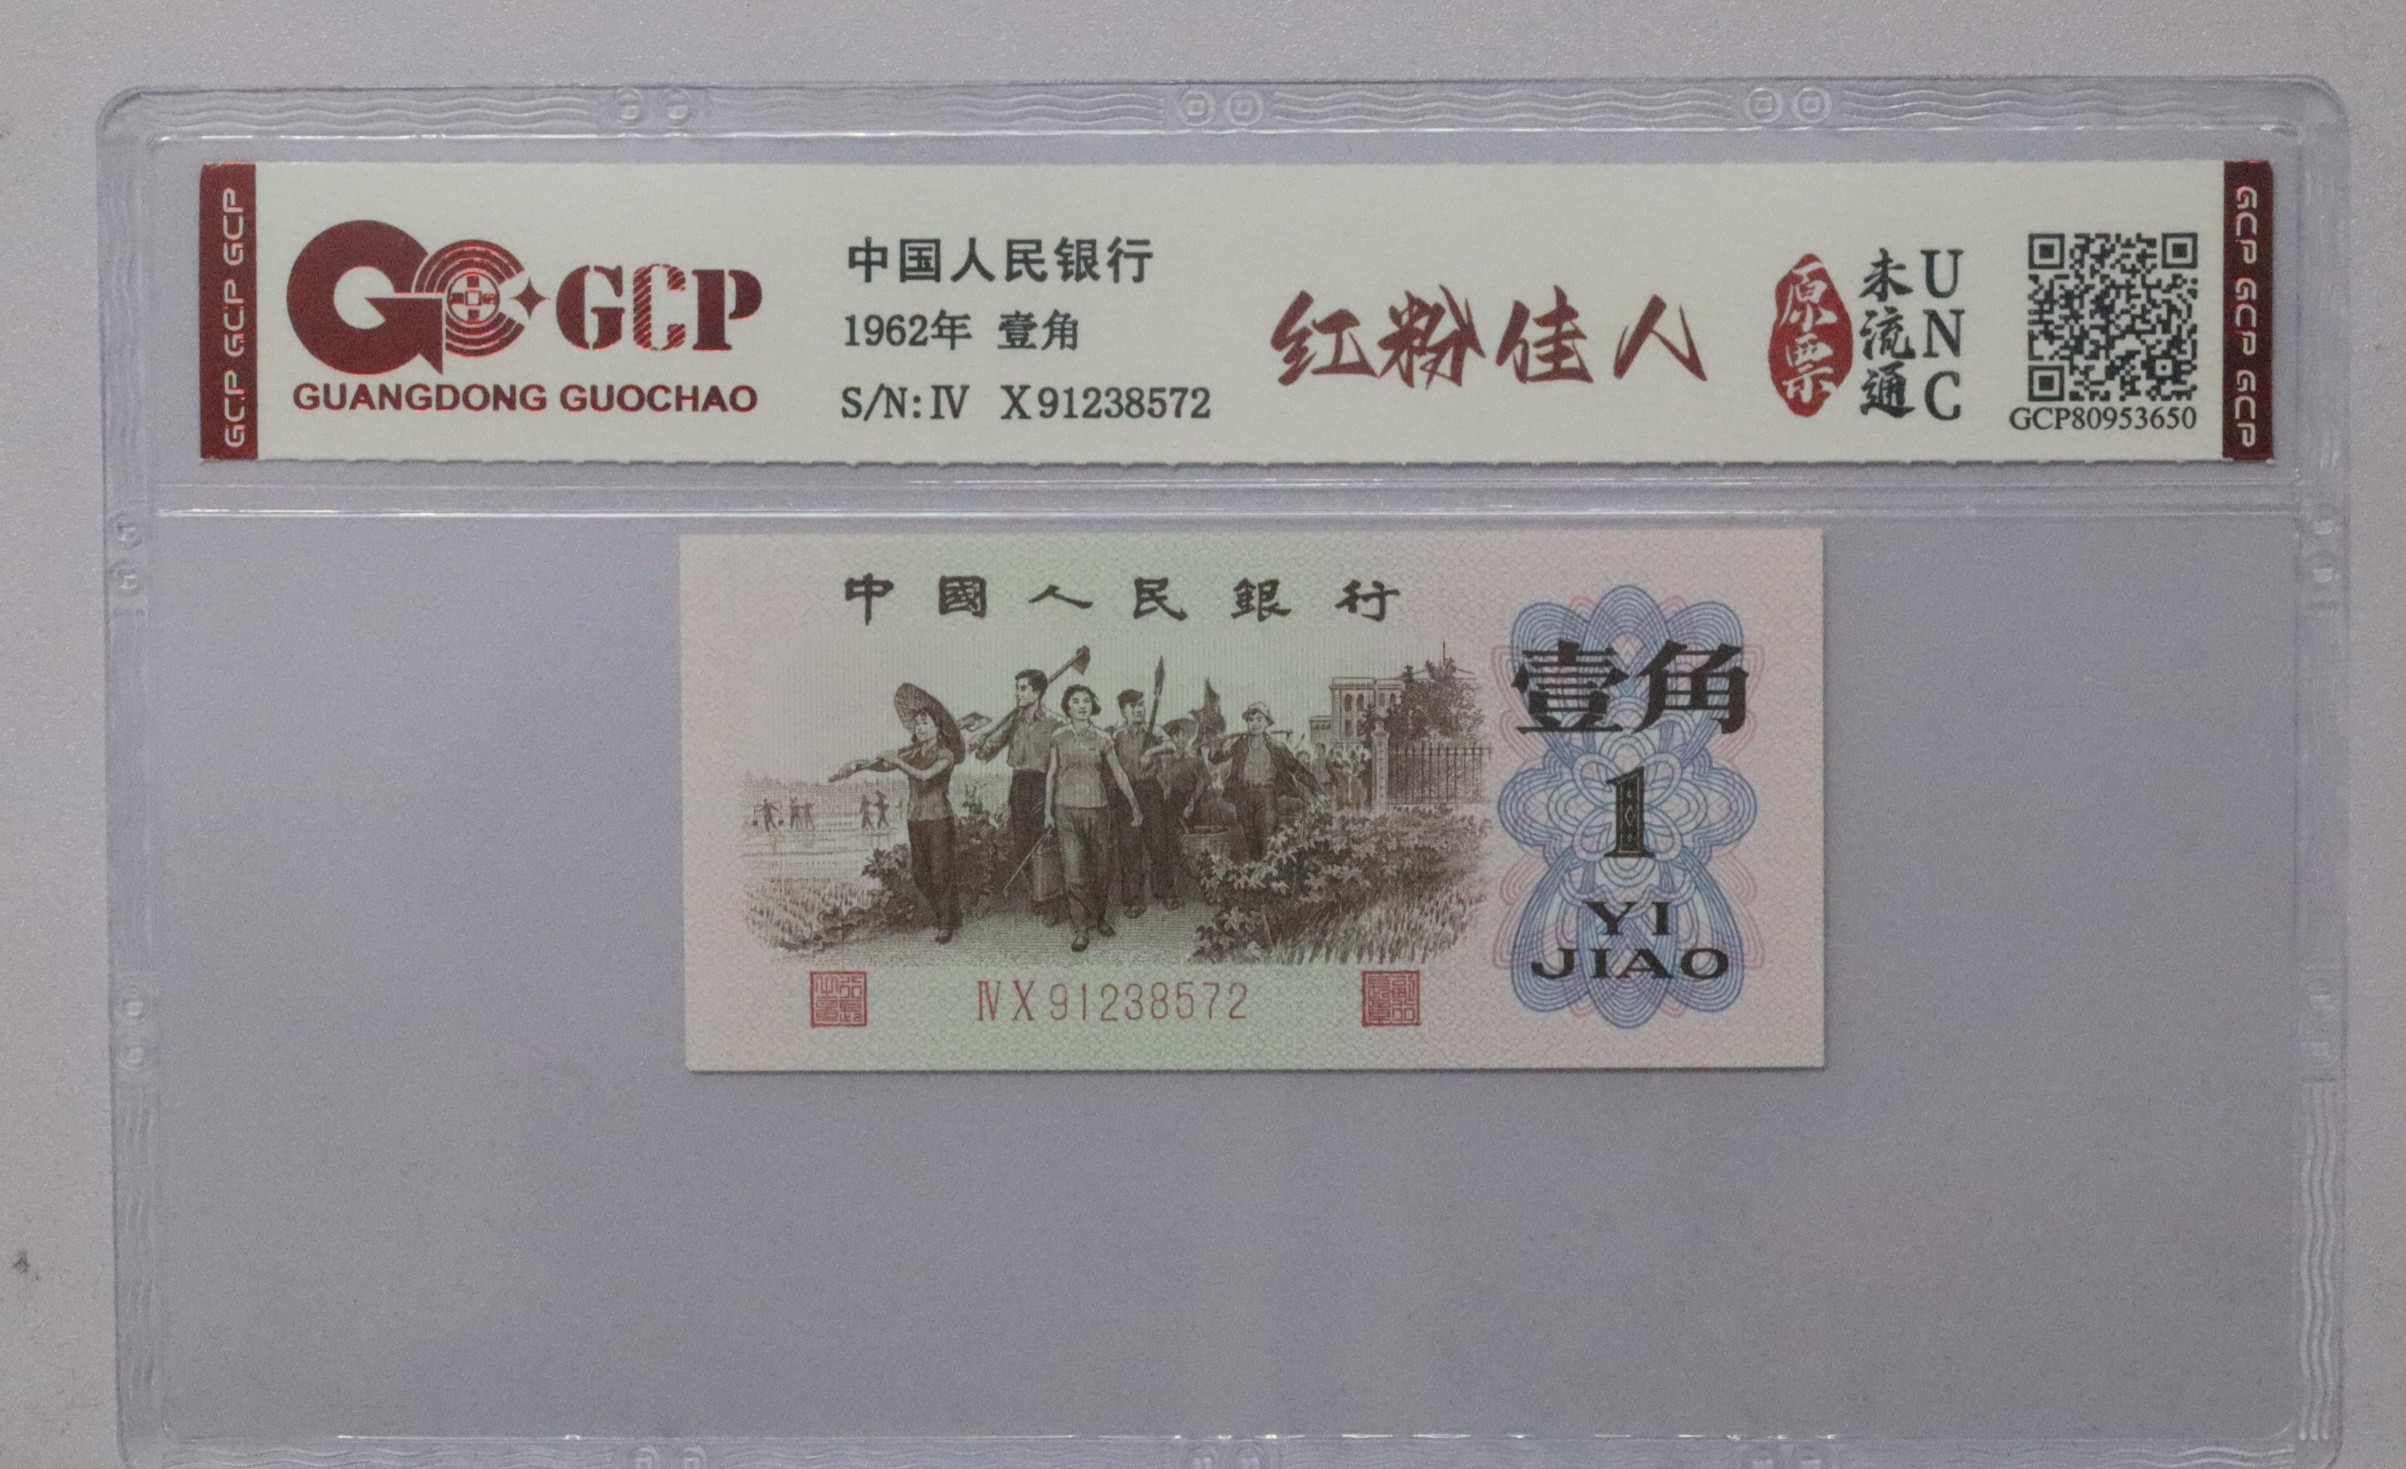 GCP GCP GCP
GCP
GUANGDONG GUOCHAO
中国人民银行
1962年 壹角
S/N: IV X91238572
红粉佳人
原票
未流通
UNC
GCP80953650
GCP GCP GCP
中國人民銀行
壹角
1
YI
JIAO
IV X 91238572